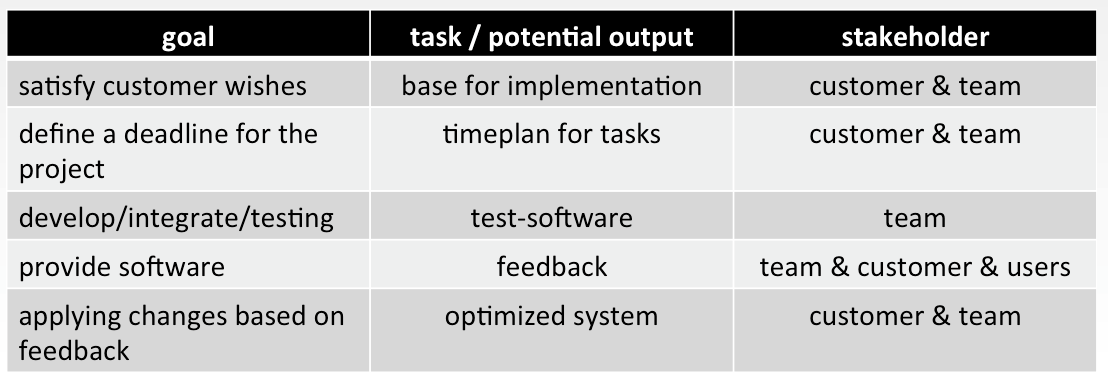 goal task / potential output stakeholder
satisfy customer wishes base for implementation customer & team
define a deadline for the timeplan for tasks customer & team
project
develop/integrate/testing test-software team
provide software feedback team & customer & users
applying changes based on optimized system customer & team
feedback